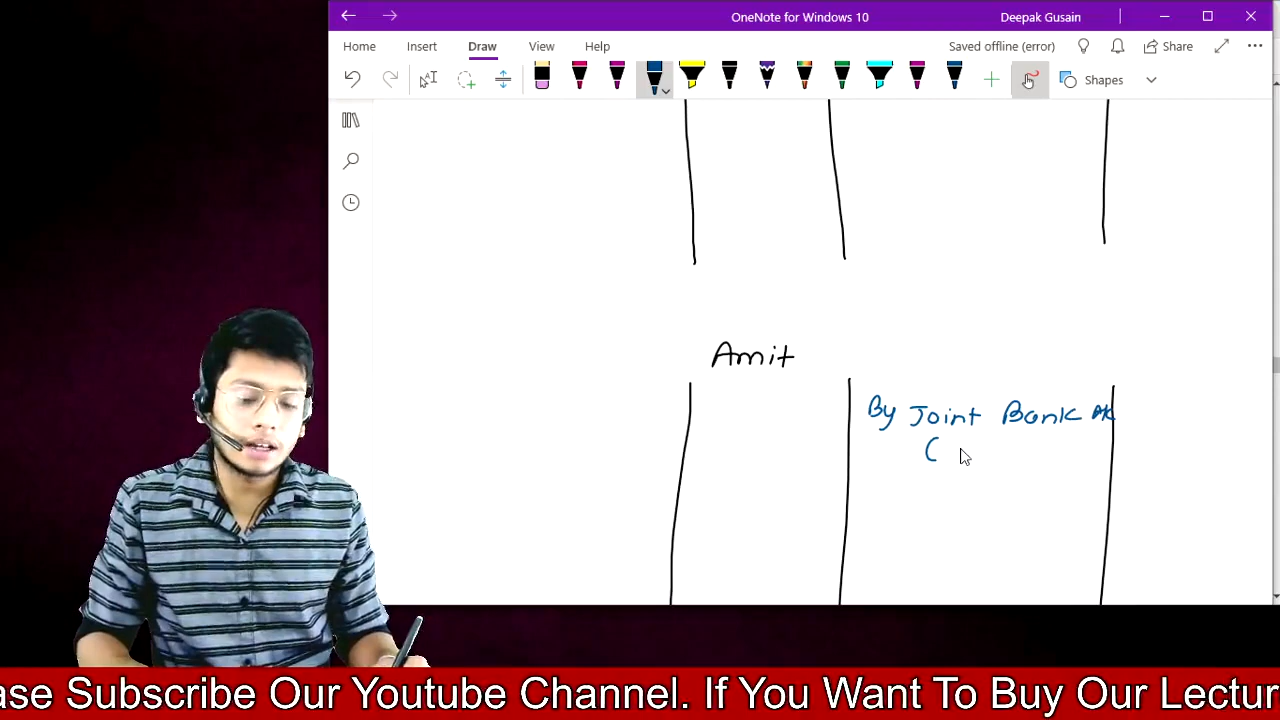 OneNote for Windows 10
Deepak Gusain
Home
Insert
Draw
View
Help
Saved offline (error)
Share
Shapes
Amit
By Joint Bank A/c
(
ase Subscribe Our Youtube Channel. If You Want To Buy Our Lectur